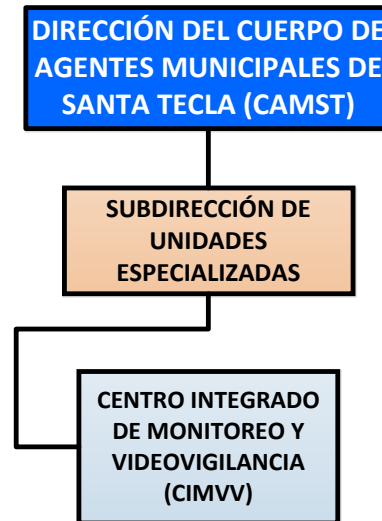 DIRECCIÓN DEL CUERPO DE
AGENTES MUNICIPALES DE
SANTA TECLA (CAMST)
SUBDIRECCIÓN DE
UNIDADES
ESPECIALIZADAS
CENTRO INTEGRADO
DE MONITOREO Y
VIDEOVIGILANCIA
(CIMVV)